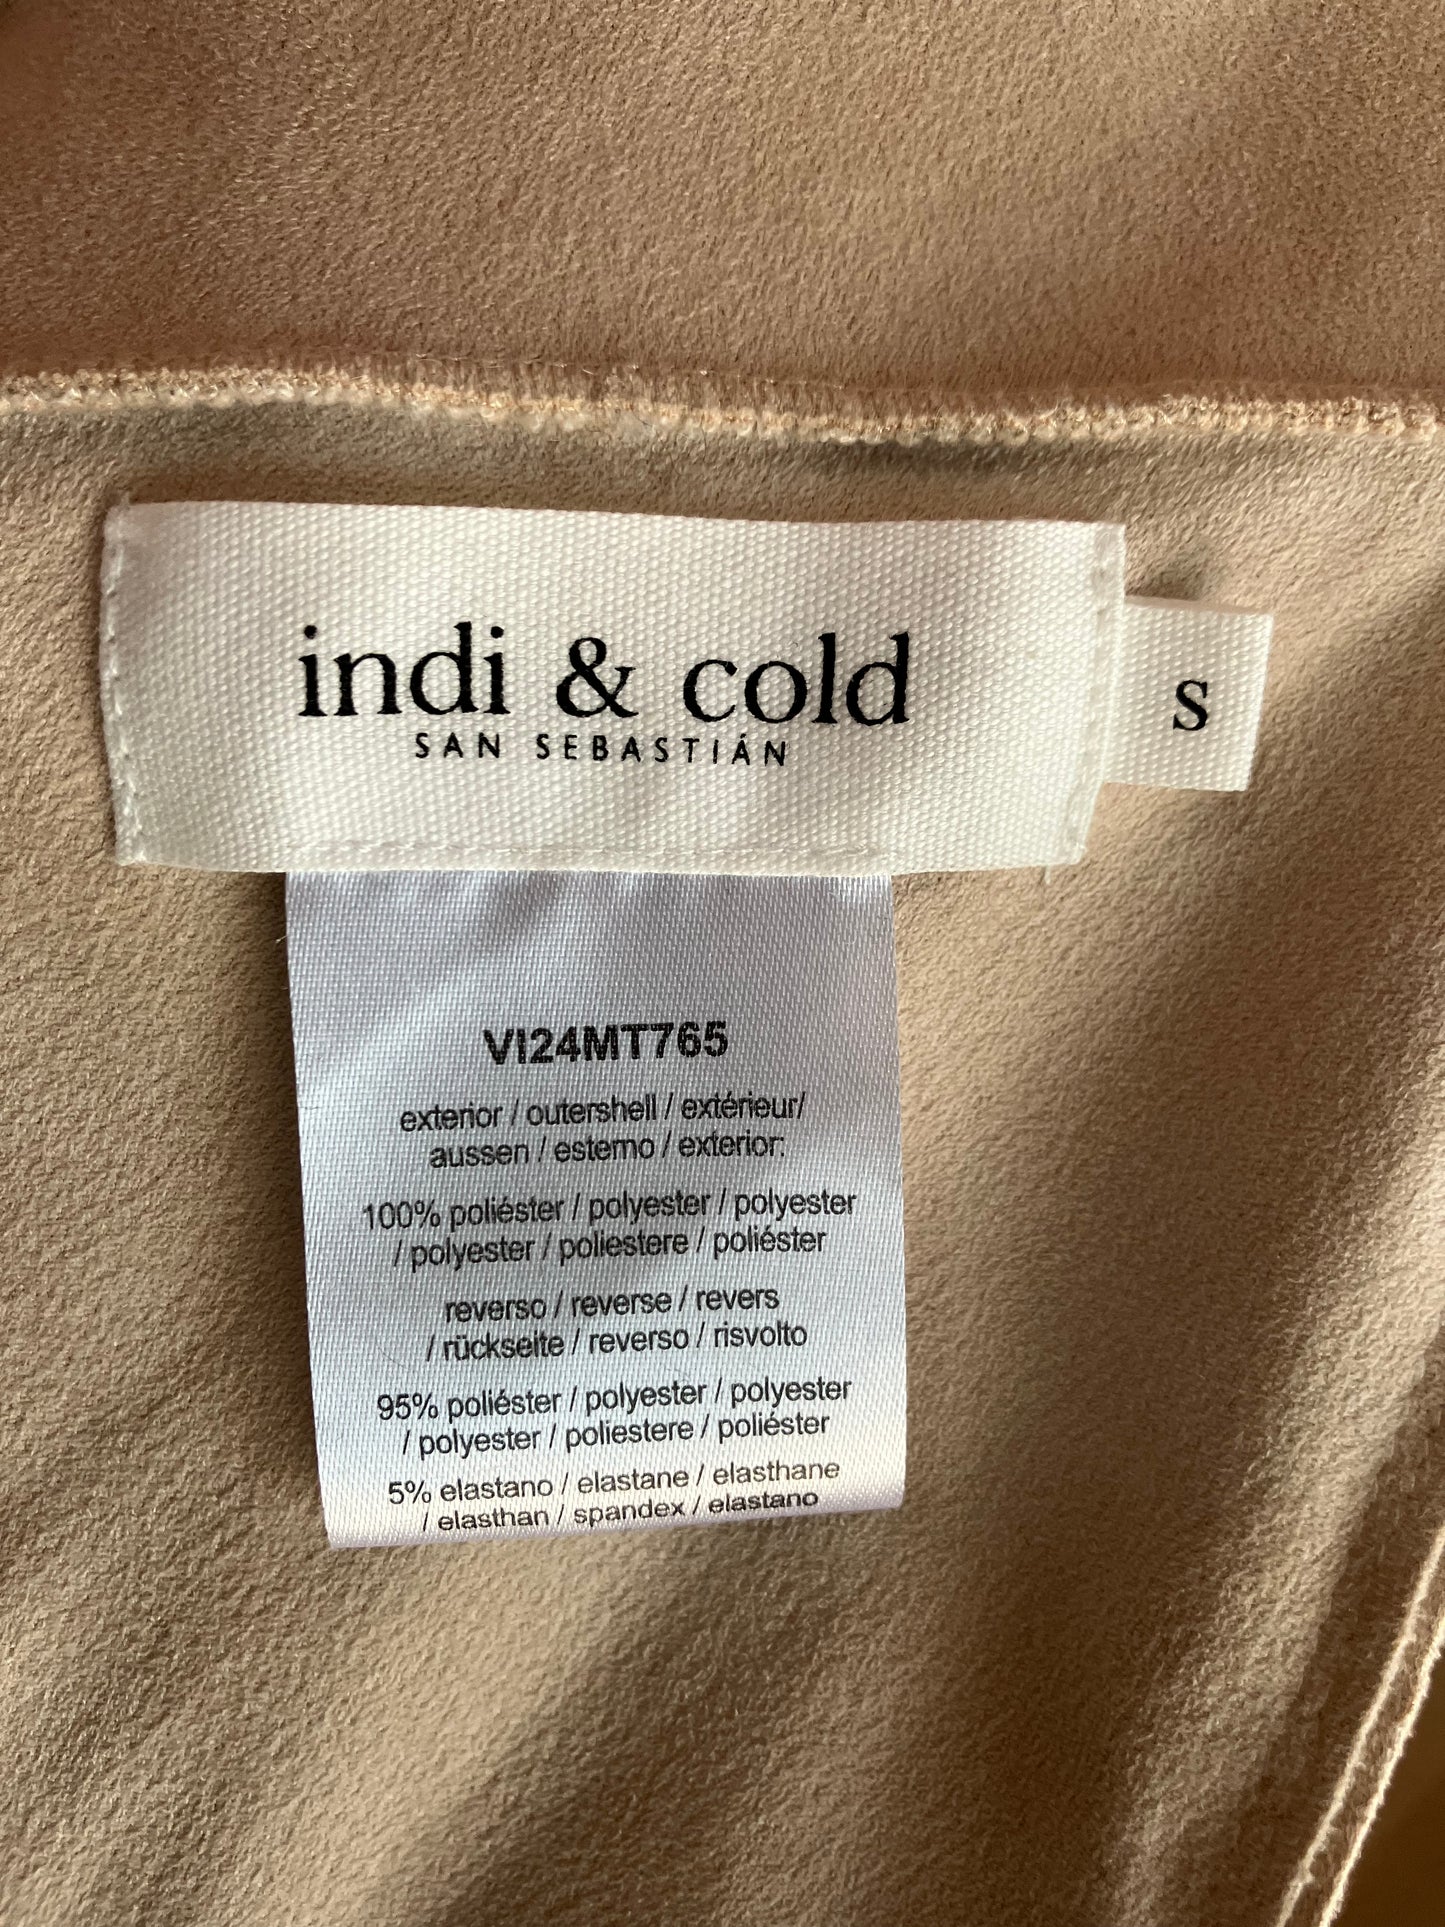 indi & cold
SAN SEBASTIÁN
S
VI24MT765
exterior / outershell / extérieur/
aussen / esterno / exterior:
100% poliéster / polyester / polyester
/ polyester / poliestere / poliéster
reverso / reverse / revers
/ rückseite / reverso / risvolto
95% poliéster / polyester / polyester
/ polyester / poliestere / poliéster
5% elastano / elastane / elasthane
/ elasthan / spandex / elastano